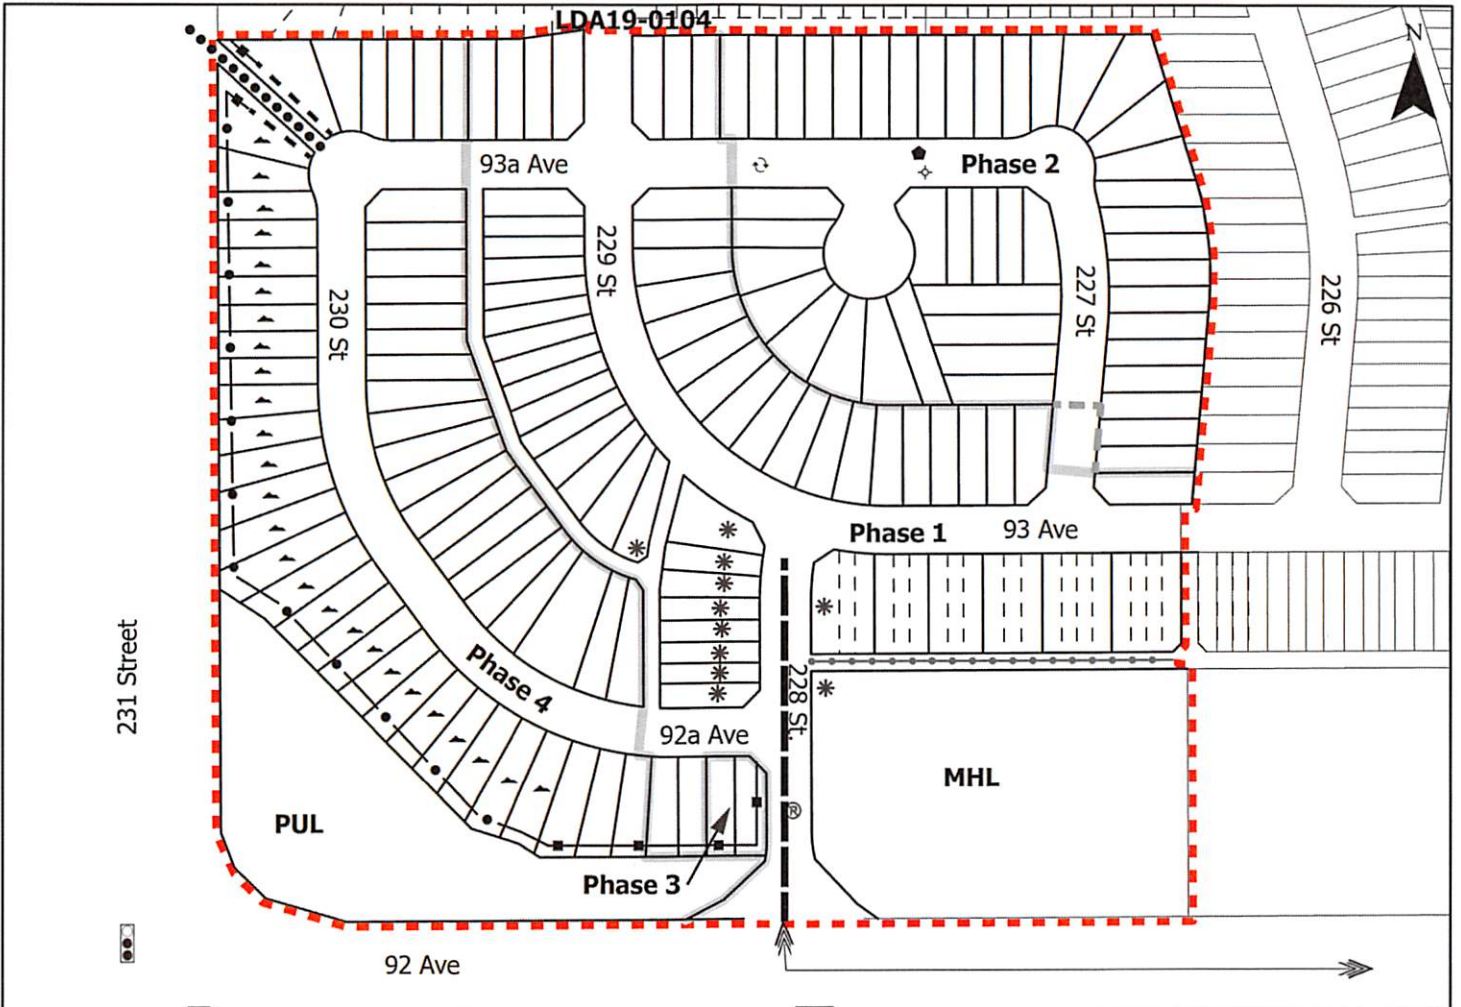 LDA19-0104
N
93a Ave
Phase 2
229 St
230 St
227 St
226 St
Phase 1
93 Ave
231 Street
Phase 4
228 St.
92a Ave
MHL
®
PUL
Phase 3
92 Ave